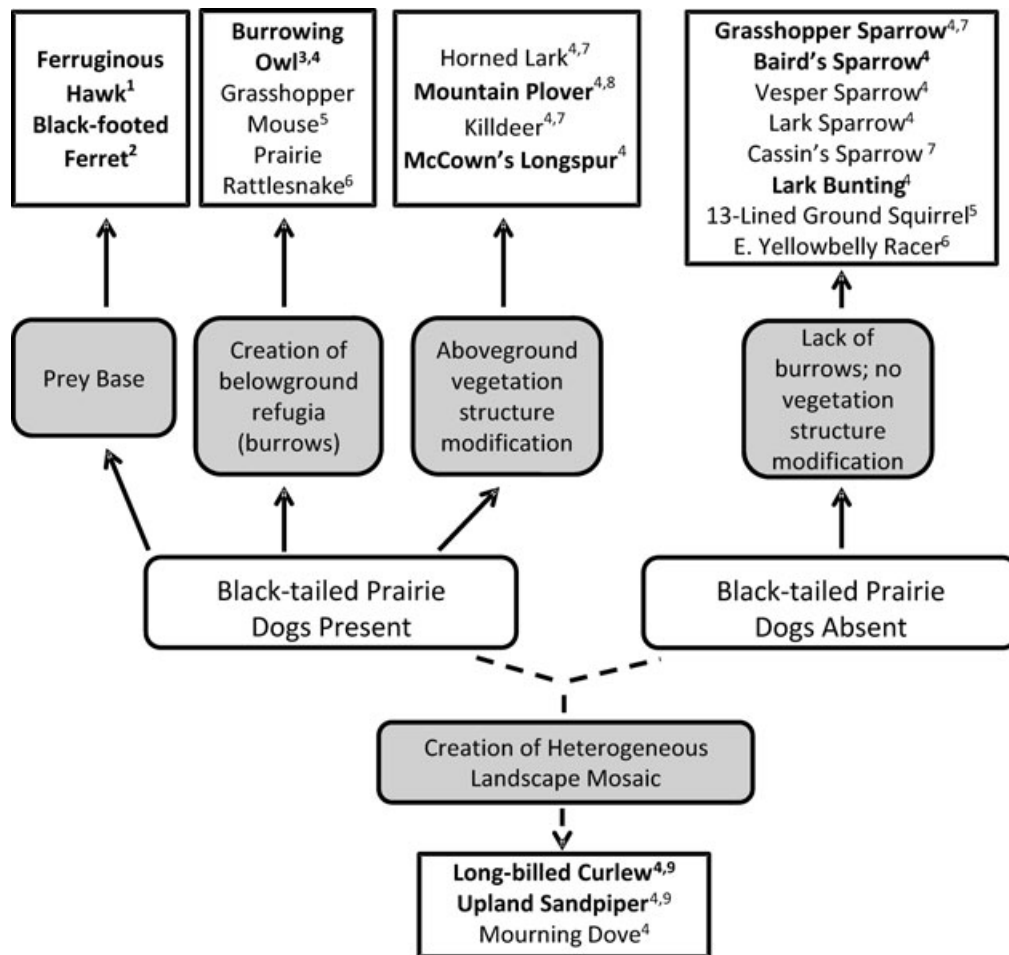 Ferruginous
Hawk¹
Black-footed
Ferret²
Burrowing
Owl³,⁴
Grasshopper
Mouse⁵
Prairie
Rattlesnake⁶
Horned Lark⁴,⁷
Mountain Plover⁴,⁸
Killdeer⁴,⁷
McCown's Longspur⁴
Grasshopper Sparrow⁴,⁷
Baird's Sparrow⁴
Vesper Sparrow⁴
Lark Sparrow⁴
Cassin's Sparrow⁷
Lark Bunting⁴
13-Lined Ground Squirrel⁵
E. Yellowbelly Racer⁶
Prey Base
Creation of
belowground
refugia
(burrows)
Aboveground
vegetation
structure
modification
Lack of
burrows; no
vegetation
structure
modification
Black-tailed Prairie
Dogs Present
Black-tailed Prairie
Dogs Absent
Creation of Heterogeneous
Landscape Mosaic
Long-billed Curlew⁴,⁹
Upland Sandpiper⁴,⁹
Mourning Dove⁴